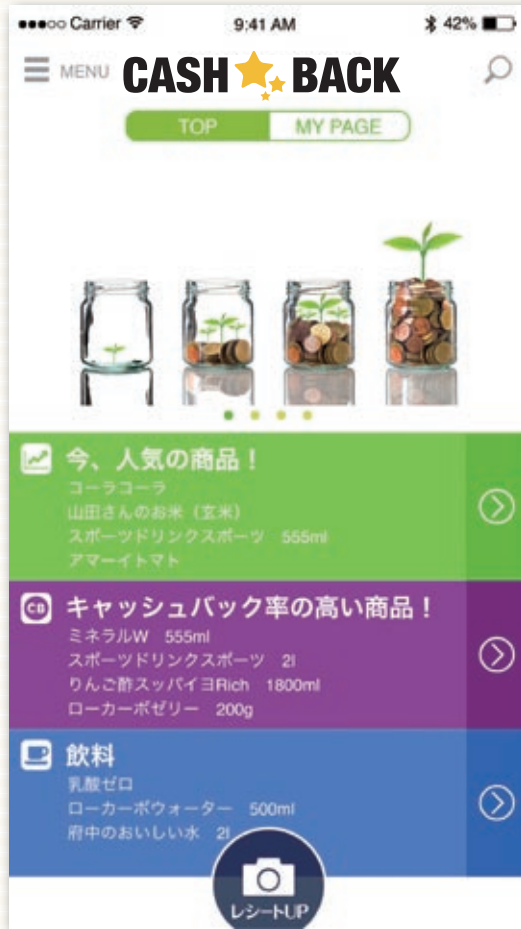 Carrier 9:41 AM 42%
MENU CASH BACK
TOP MY PAGE
今、人気の商品！
コーラコーラ
山田さんのお米（玄米）
スポーツドリンクスポーツ 555ml
アマーイトマト
CB キャッシュバック率の高い商品！
ミネラルW 555ml
スポーツドリンクスポーツ 2l
りんご酢スッパイヨRich 1800ml
ローカーボゼリー 200g
飲料
乳酸ゼロ
ローカーボウォーター 500ml
府中のおいしい水 2l
レシートUP